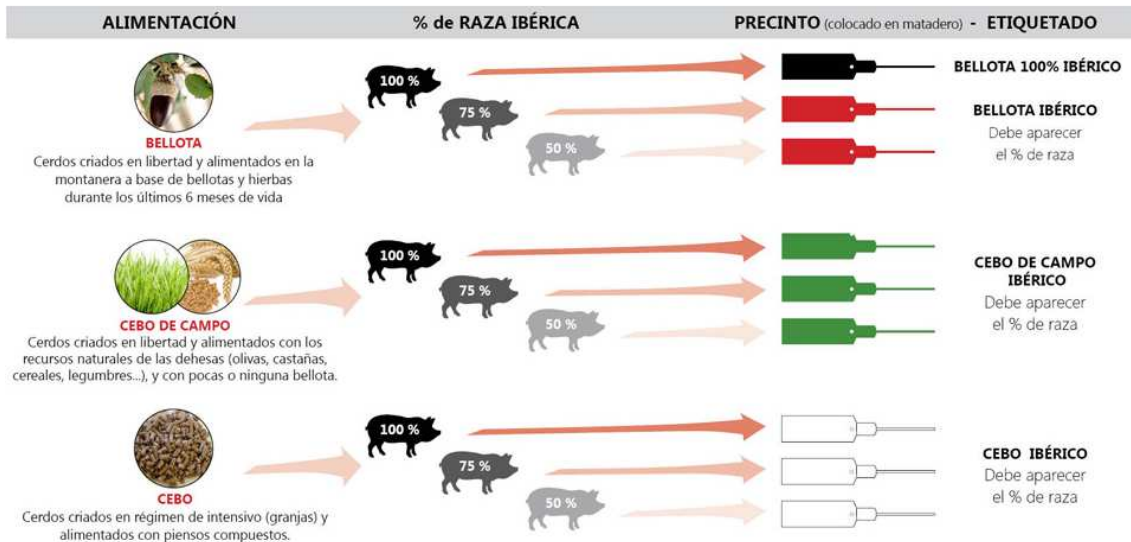 ALIMENTACIÓN
% de RAZA IBÉRICA
PRECINTO (colocado en matadero) - ETIQUETADO
BELLOTA
Cerdos criados en libertad y alimentados en la
montanera a base de bellotas y hierbas
durante los últimos 6 meses de vida
100 %
75 %
50 %
BELLOTA 100% IBÉRICO
BELLOTA IBÉRICO
Debe aparecer
el % de raza
CEBO DE CAMPO
Cerdos criados en libertad y alimentados con los
recursos naturales de las dehesas (olivas, castañas,
cereales, legumbres...), y con pocas o ninguna bellota.
100 %
75 %
50 %
CEBO DE CAMPO
IBÉRICO
Debe aparecer
el % de raza
CEBO
Cerdos criados en régimen de intensivo (granjas) y
alimentados con piensos compuestos.
100 %
75 %
50 %
CEBO IBÉRICO
Debe aparecer
el % de raza